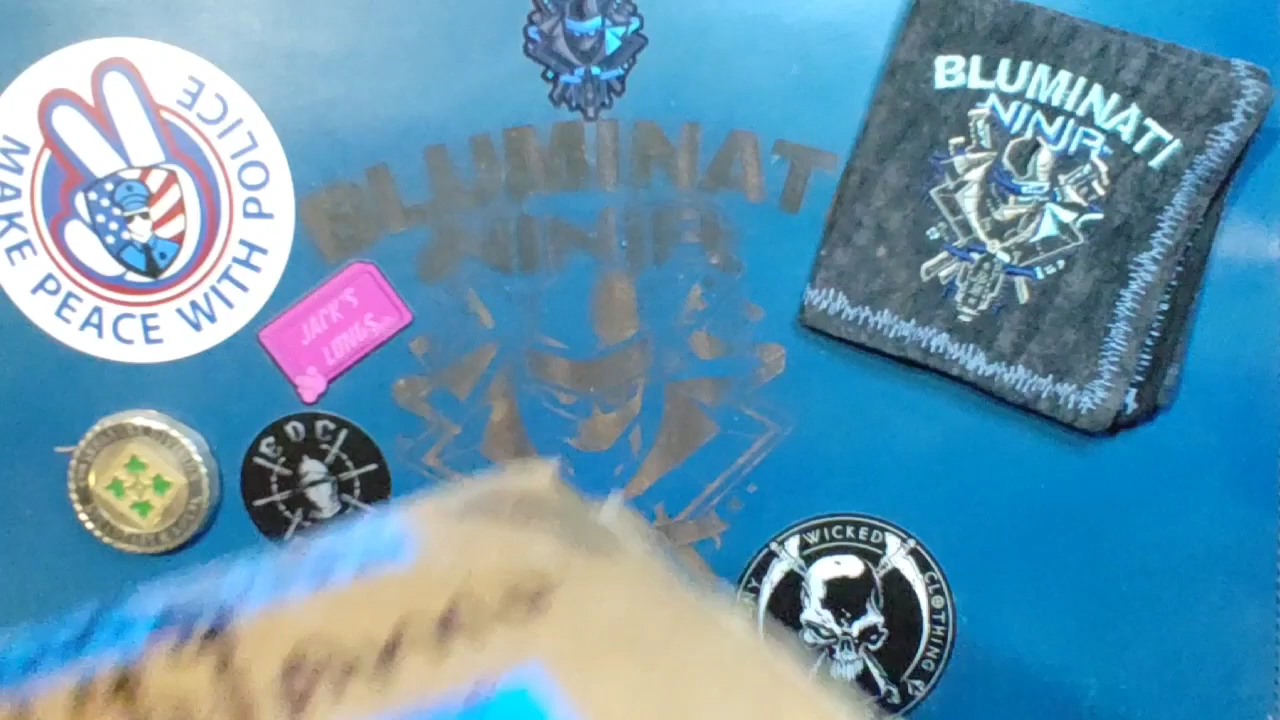 MAKE PEACE WITH POLICE
BLUMINAT
NINJA
BLUMINATI
NINJA
JACK'S
LUNGS
EDC
WICKED
CLOTHING